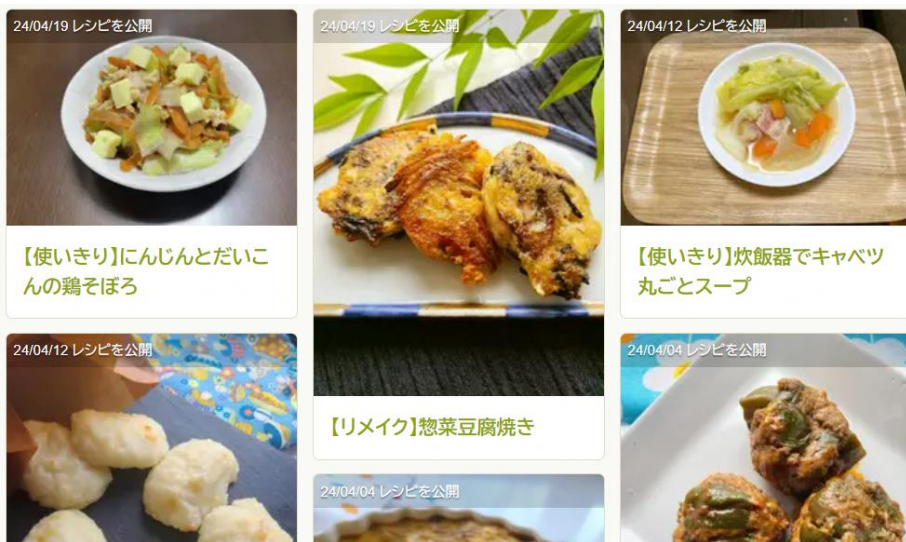 24/04/19 レシピを公開
【使いきり】にんじんとだいこ
んの鶏そぼろ
24/04/19 レシピを公開
【リメイク】惣菜豆腐焼き
24/04/12 レシピを公開
【使いきり】炊飯器でキャベツ
丸ごとスープ
24/04/12 レシピを公開
24/04/04 レシピを公開
24/04/04 レシピを公開